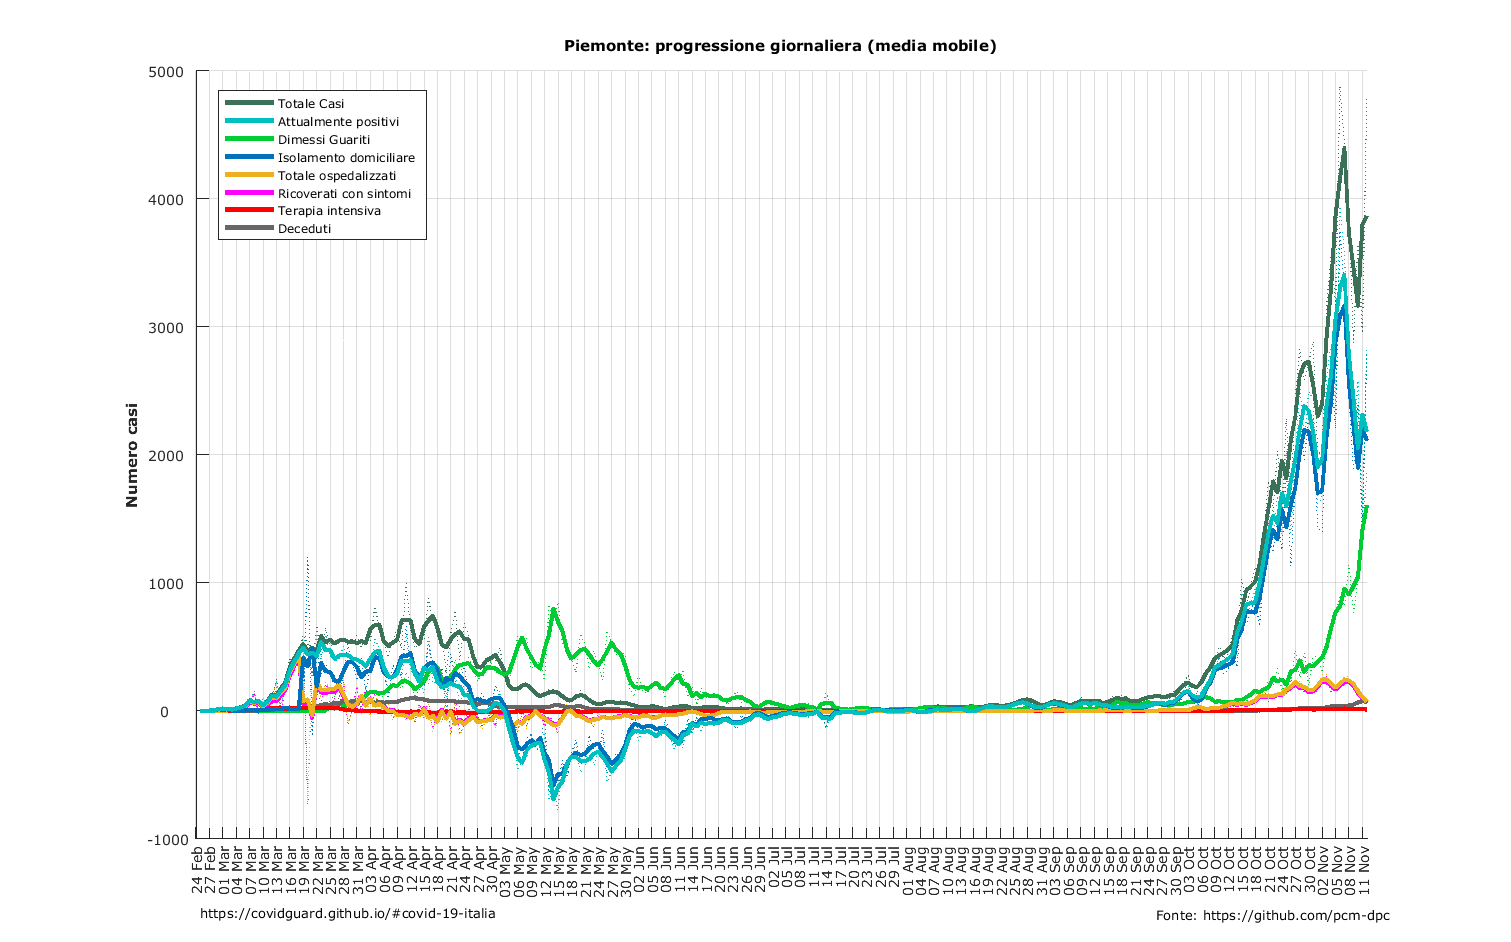 Piemonte: progressione giornaliera (media mobile)
5000
4000
3000
2000
1000
0
-1000
Numero casi
Totale Casi
Attualmente positivi
Dimessi Guariti
Isolamento domiciliare
Totale ospedalizzati
Ricoverati con sintomi
Terapia intensiva
Deceduti
24 Feb
27 Feb
01 Mar
04 Mar
07 Mar
10 Mar
13 Mar
16 Mar
19 Mar
22 Mar
25 Mar
28 Mar
31 Mar
03 Apr
06 Apr
09 Apr
12 Apr
15 Apr
18 Apr
21 Apr
24 Apr
27 Apr
30 Apr
03 May
06 May
09 May
12 May
15 May
18 May
21 May
24 May
27 May
30 May
02 Jun
05 Jun
08 Jun
11 Jun
14 Jun
17 Jun
20 Jun
23 Jun
26 Jun
29 Jun
02 Jul
05 Jul
08 Jul
11 Jul
14 Jul
17 Jul
20 Jul
23 Jul
26 Jul
29 Jul
01 Aug
04 Aug
07 Aug
10 Aug
13 Aug
16 Aug
19 Aug
22 Aug
25 Aug
28 Aug
31 Aug
03 Sep
06 Sep
09 Sep
12 Sep
15 Sep
18 Sep
21 Sep
24 Sep
27 Sep
30 Sep
03 Oct
06 Oct
09 Oct
12 Oct
15 Oct
18 Oct
21 Oct
24 Oct
27 Oct
30 Oct
02 Nov
05 Nov
08 Nov
11 Nov
https://covidguard.github.io/#covid-19-italia
Fonte: https://github.com/pcm-dpc